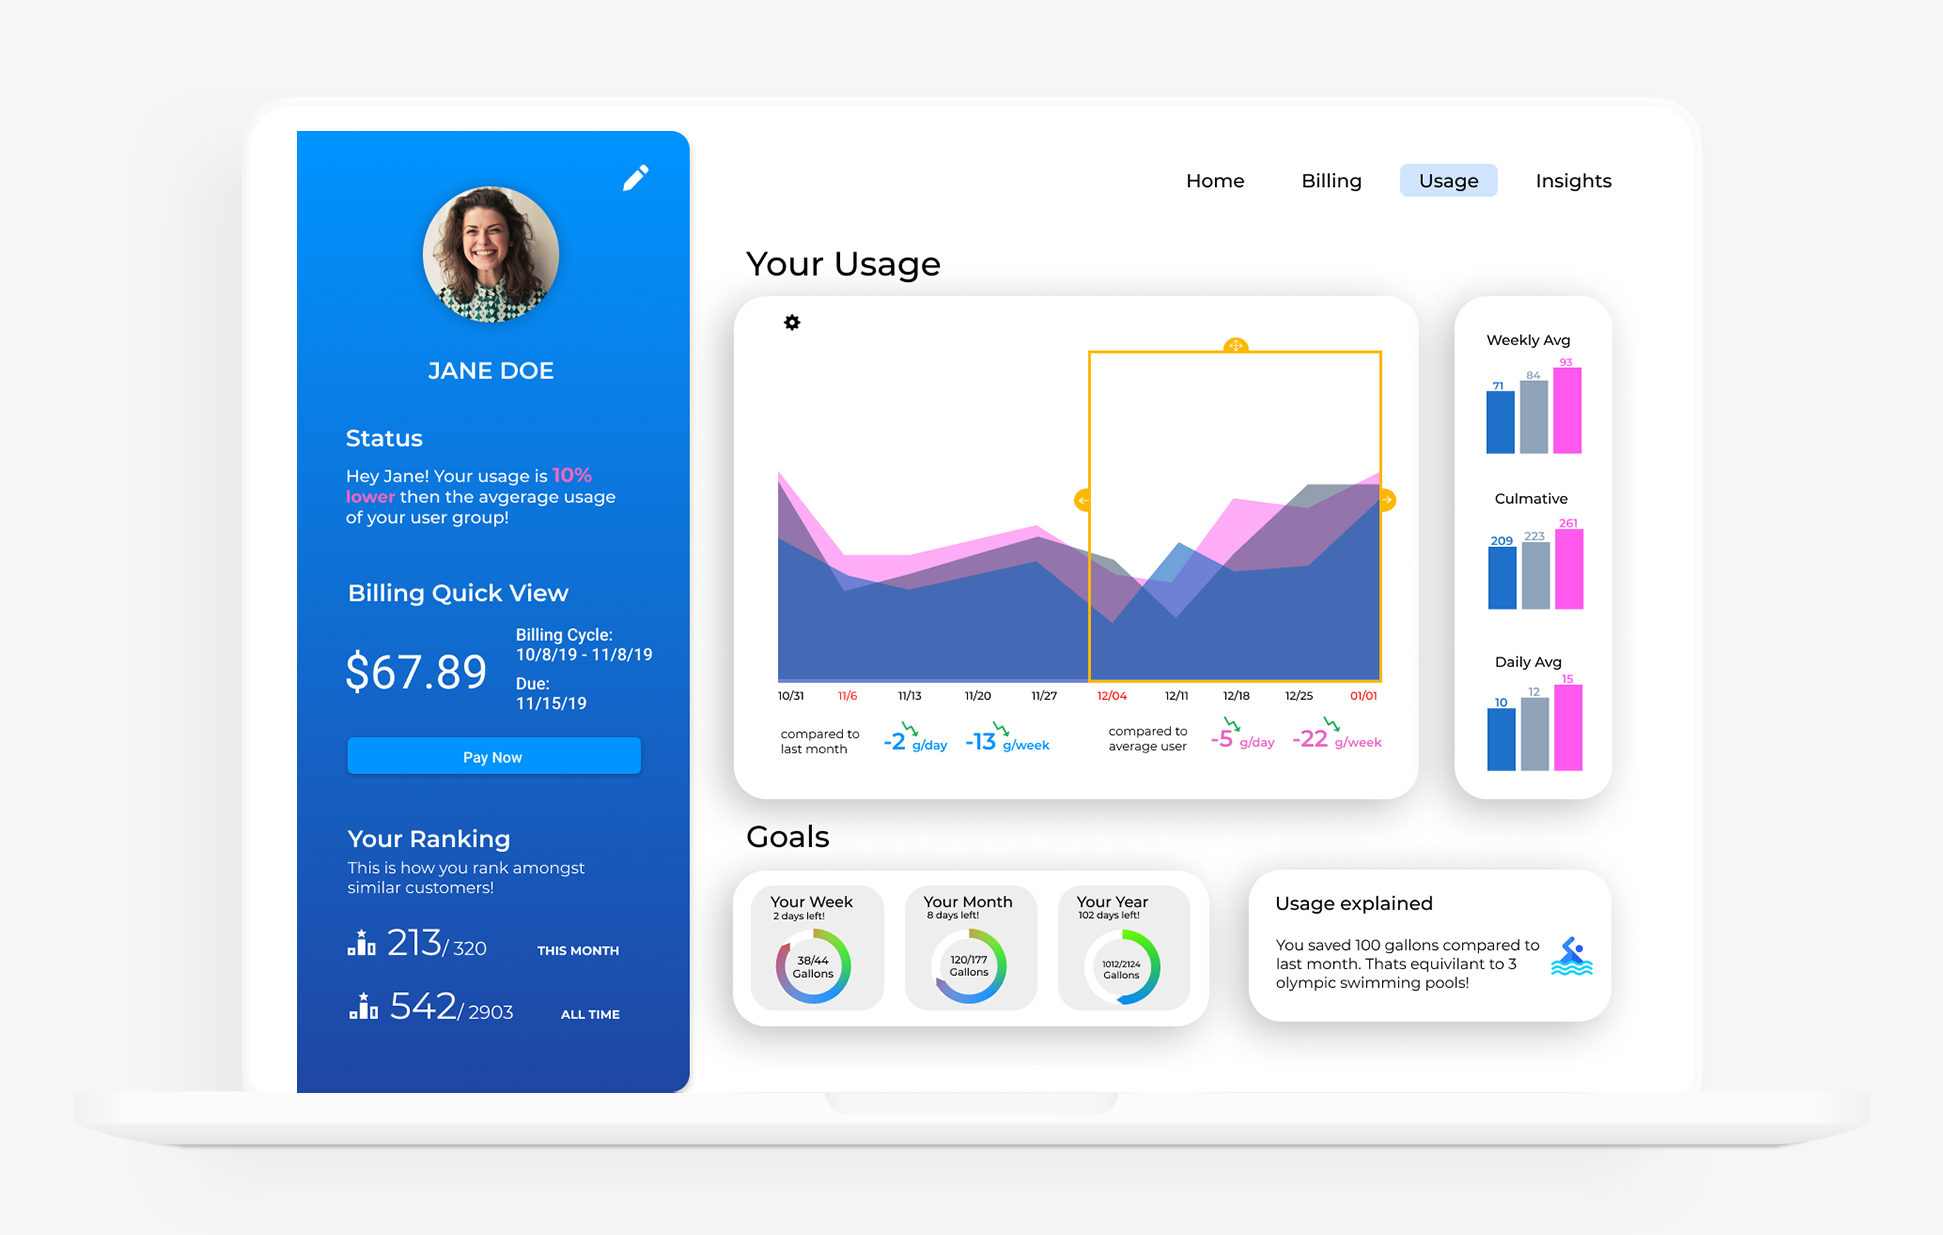 JANE DOE
Status
Hey Jane! Your usage is 10%
lower then the avgerage usage
of your user group!
Billing Quick View
$67.89
Billing Cycle:
10/8/19 - 11/8/19
Due:
11/15/19
Pay Now
Your Ranking
This is how you rank amongst
similar customers!
213/ 320 THIS MONTH
542/ 2903 ALL TIME
Home Billing Usage Insights
Your Usage
10/31 11/6 11/13 11/20 11/27 12/04 12/11 12/18 12/25 01/01
compared to
last month
-2 g/day -13 g/week
compared to
average user
-5 g/day -22 g/week
Weekly Avg
71 84 93
Culmative
209 223 261
Daily Avg
10 12 15
Goals
Your Week
2 days left!
38/44
Gallons
Your Month
8 days left!
120/177
Gallons
Your Year
102 days left!
1012/2124
Gallons
Usage explained
You saved 100 gallons compared to
last month. Thats equivilant to 3
olympic swimming pools!